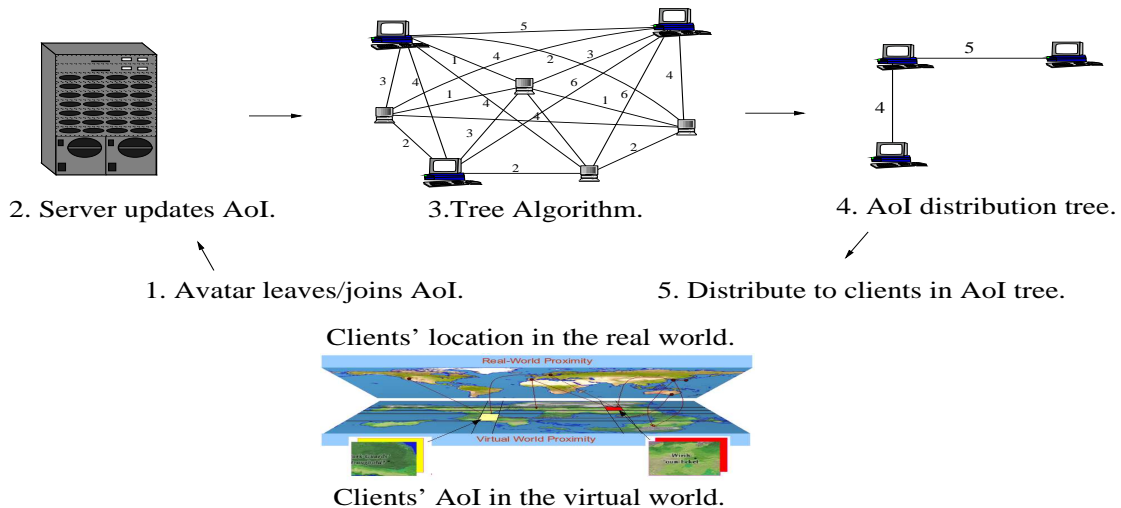 5
1
4
2
3
3
4
4
6
4
1
6
1
4
3
2
2
2
5
4
2. Server updates AoI.
3.Tree Algorithm.
4. AoI distribution tree.
1. Avatar leaves/joins AoI.
5. Distribute to clients in AoI tree.
Clients’ location in the real world.
Real-World Proximity
Virtual World Proximity
Clients’ AoI in the virtual world.